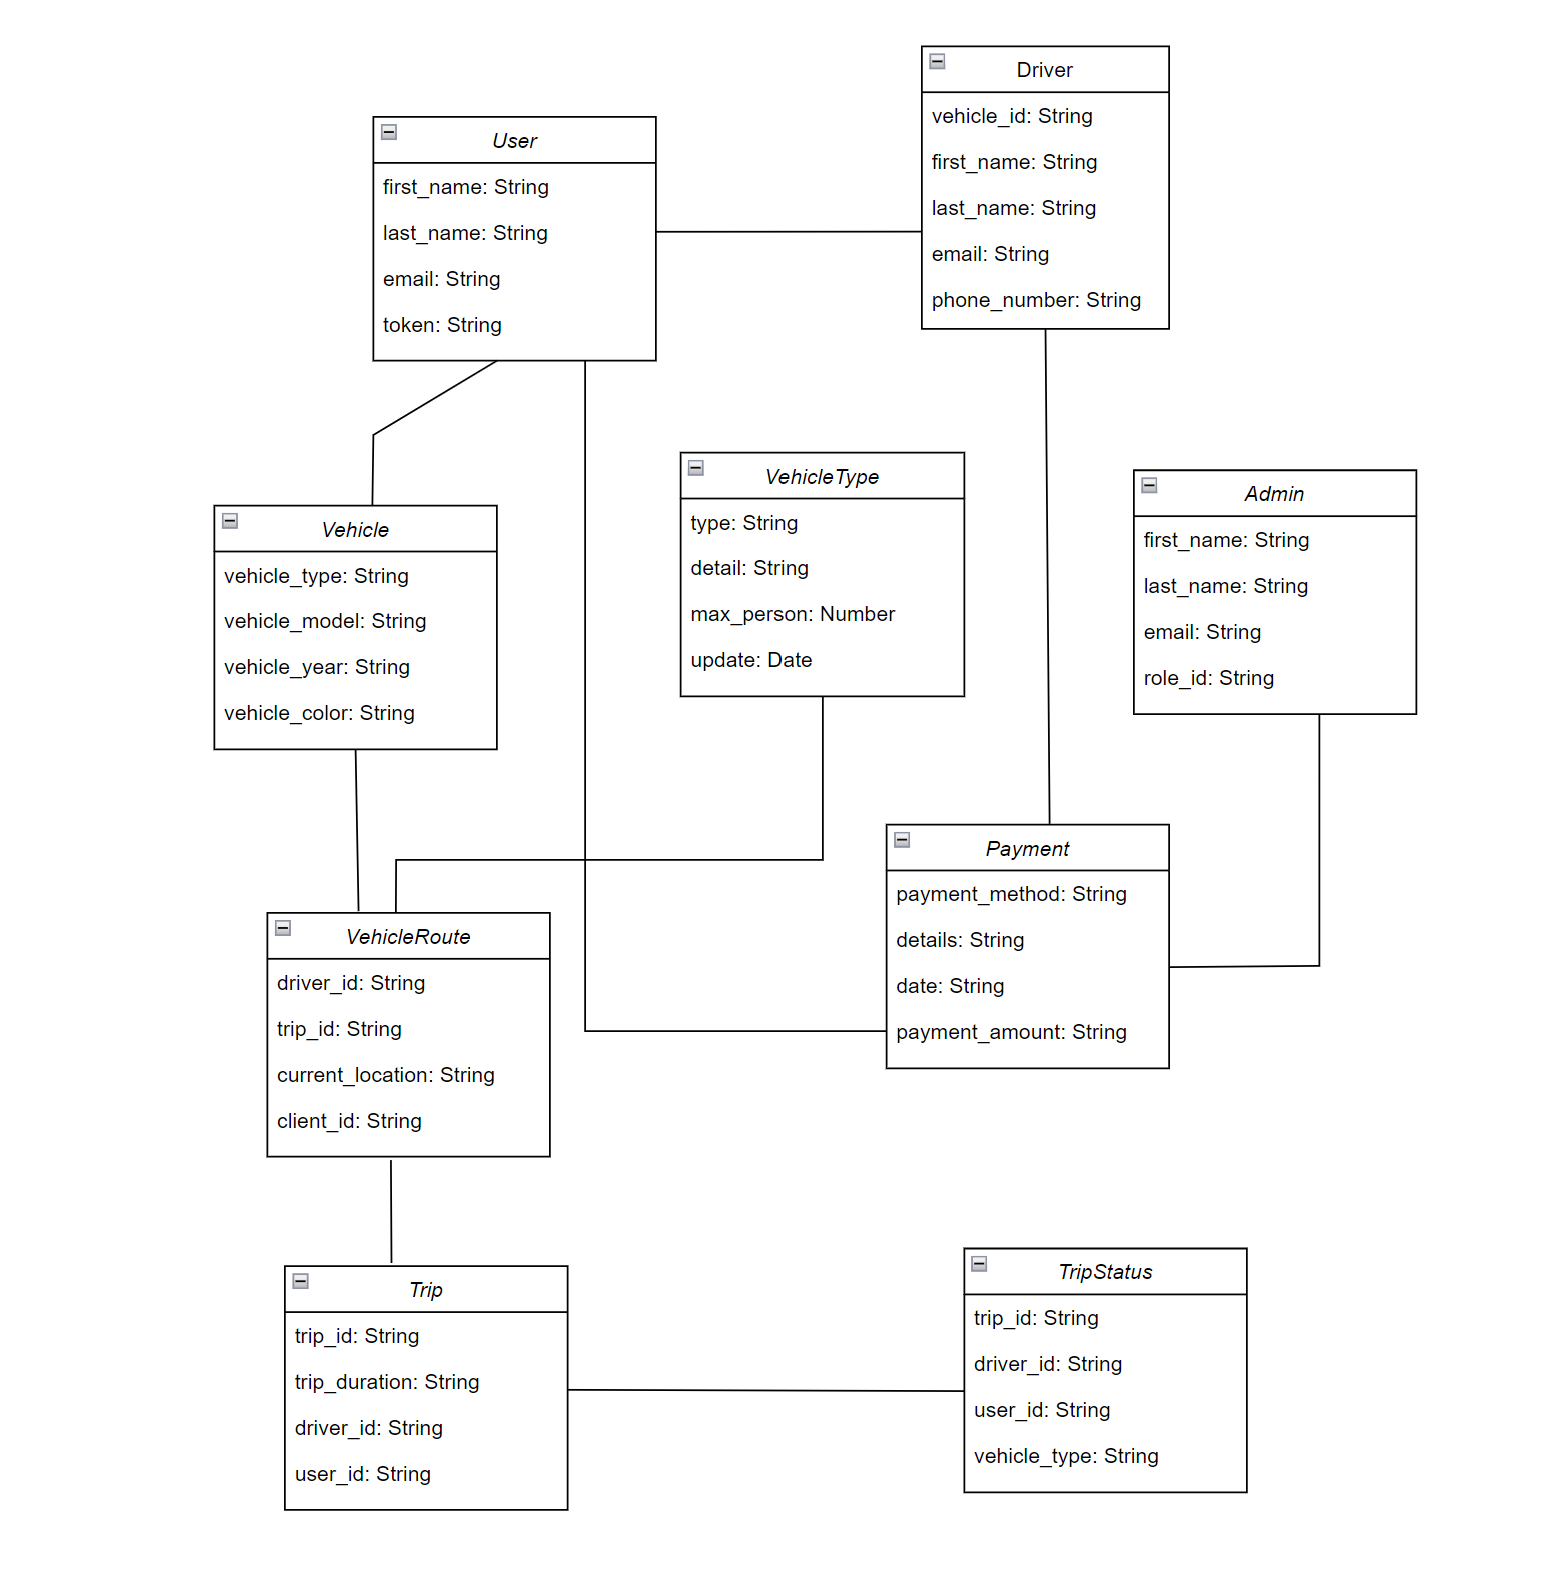 Driver
vehicle_id: String
first_name: String
last_name: String
email: String
phone_number: String
User
first_name: String
last_name: String
email: String
token: String
VehicleType
type: String
detail: String
max_person: Number
update: Date
Admin
first_name: String
last_name: String
email: String
role_id: String
Vehicle
vehicle_type: String
vehicle_model: String
vehicle_year: String
vehicle_color: String
Payment
payment_method: String
details: String
date: String
payment_amount: String
VehicleRoute
driver_id: String
trip_id: String
current_location: String
client_id: String
Trip
trip_id: String
trip_duration: String
driver_id: String
user_id: String
TripStatus
trip_id: String
driver_id: String
user_id: String
vehicle_type: String